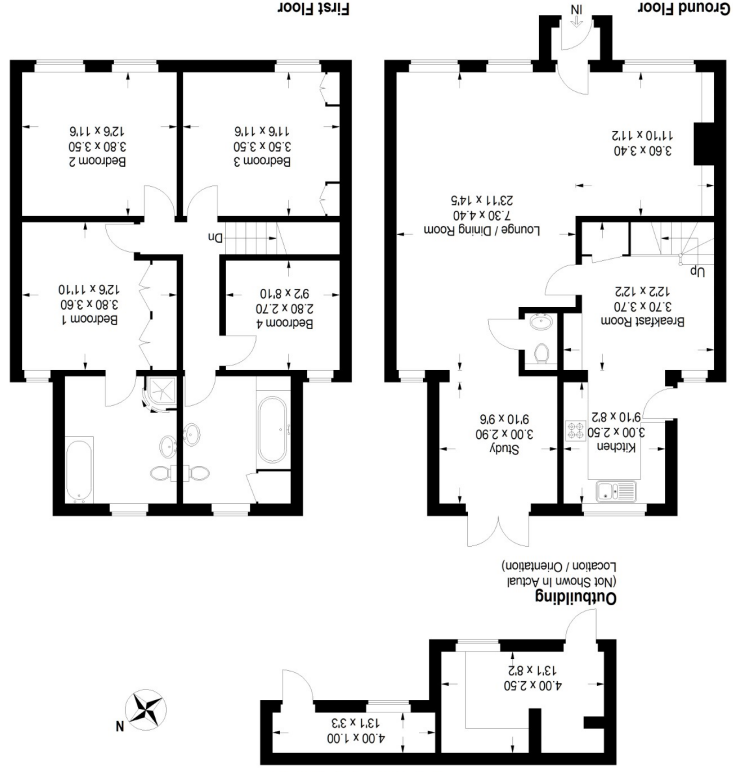 Outbuilding
(Not Shown In Actual
Location / Orientation)
4.00 x 2.50
13'1 x 8'2
4.00 x 1.00
13'1 x 3'3
N
Kitchen
3.00 x 2.50
9'10 x 8'2
Study
3.00 x 2.90
9'10 x 9'6
Breakfast Room
3.70 x 3.70
12'2 x 12'2
Up
Lounge / Dining Room
7.30 x 4.40
23'11 x 14'5
3.60 x 3.40
11'10 x 11'2
IN
Ground Floor
Bedroom 4
2.80 x 2.70
9'2 x 8'10
Bedroom 1
3.80 x 3.60
12'6 x 11'10
Dn
Bedroom 3
3.50 x 3.50
11'6 x 11'6
Bedroom 2
3.80 x 3.50
12'6 x 11'6
First Floor